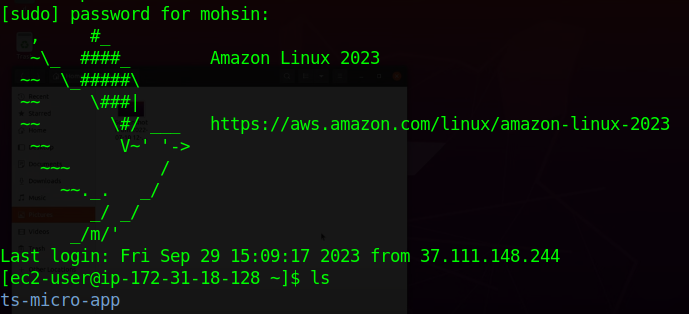 [sudo] password for mohsin:
   ,     #_
   ~\_  ####_        Amazon Linux 2023
  ~~  \_#####\
  ~~     \###|
  ~~       \#/ ___   https://aws.amazon.com/linux/amazon-linux-2023
   ~~       V~' '->
    ~~~         /
      ~~._.   _/
         _/ _/
       _/m/'
Last login: Fri Sep 29 15:09:17 2023 from 37.111.148.244
[ec2-user@ip-172-31-18-128 ~]$ ls
ts-micro-app